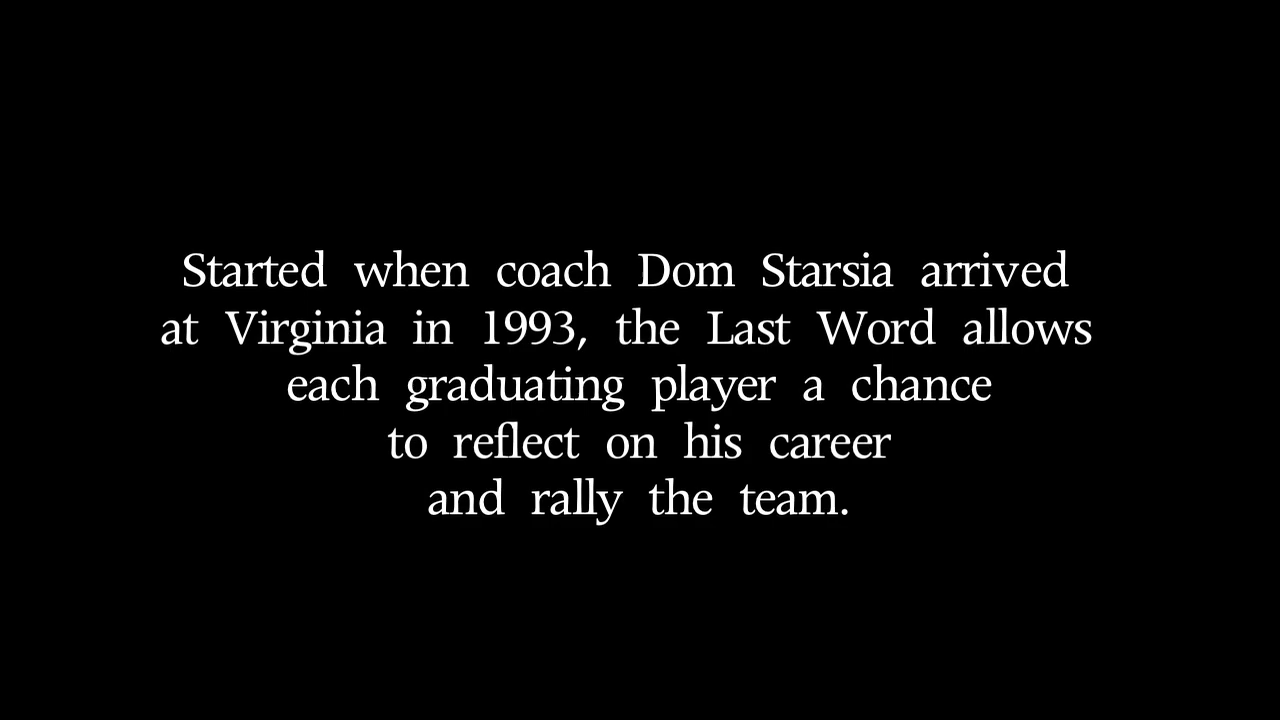 Started when coach Dom Starsia arrived
at Virginia in 1993, the Last Word allows
each graduating player a chance
to reflect on his career
and rally the team.